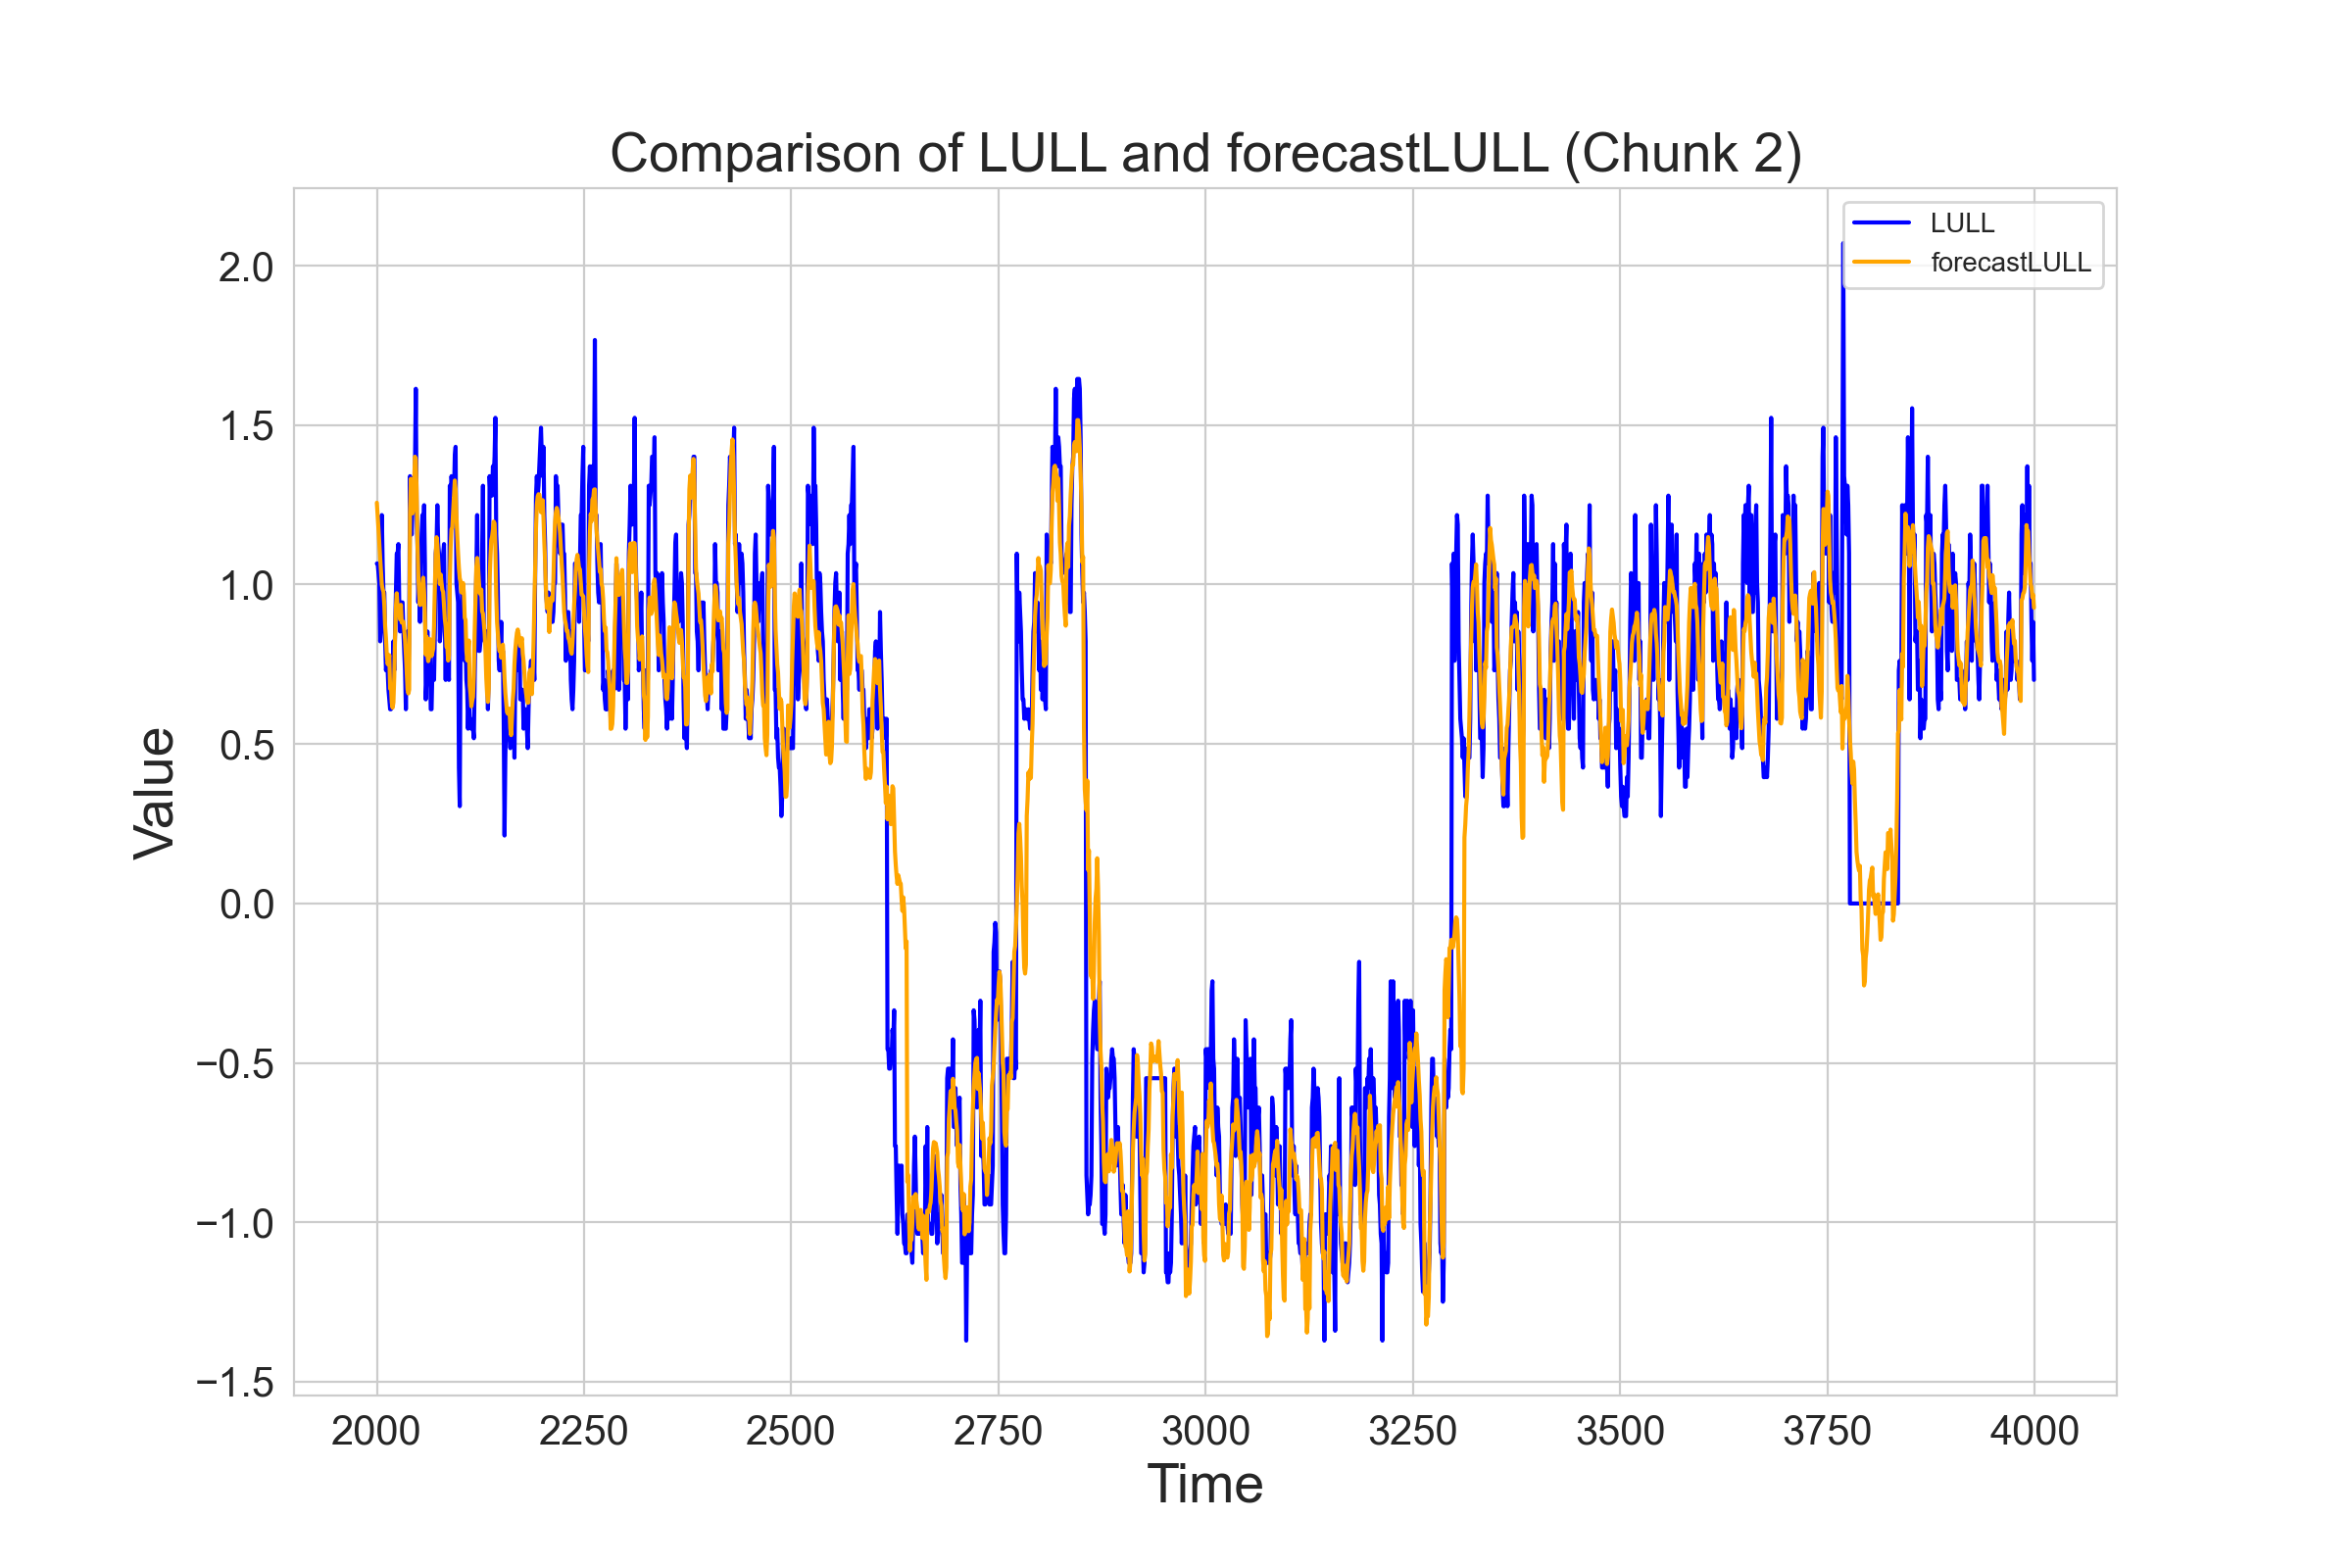 Comparison of LULL and forecastLULL (Chunk 2)
LULL
forecastLULL
2.0
1.5
1.0
0.5
0.0
−0.5
−1.0
−1.5
Value
2000 2250 2500 2750 3000 3250 3500 3750 4000
Time